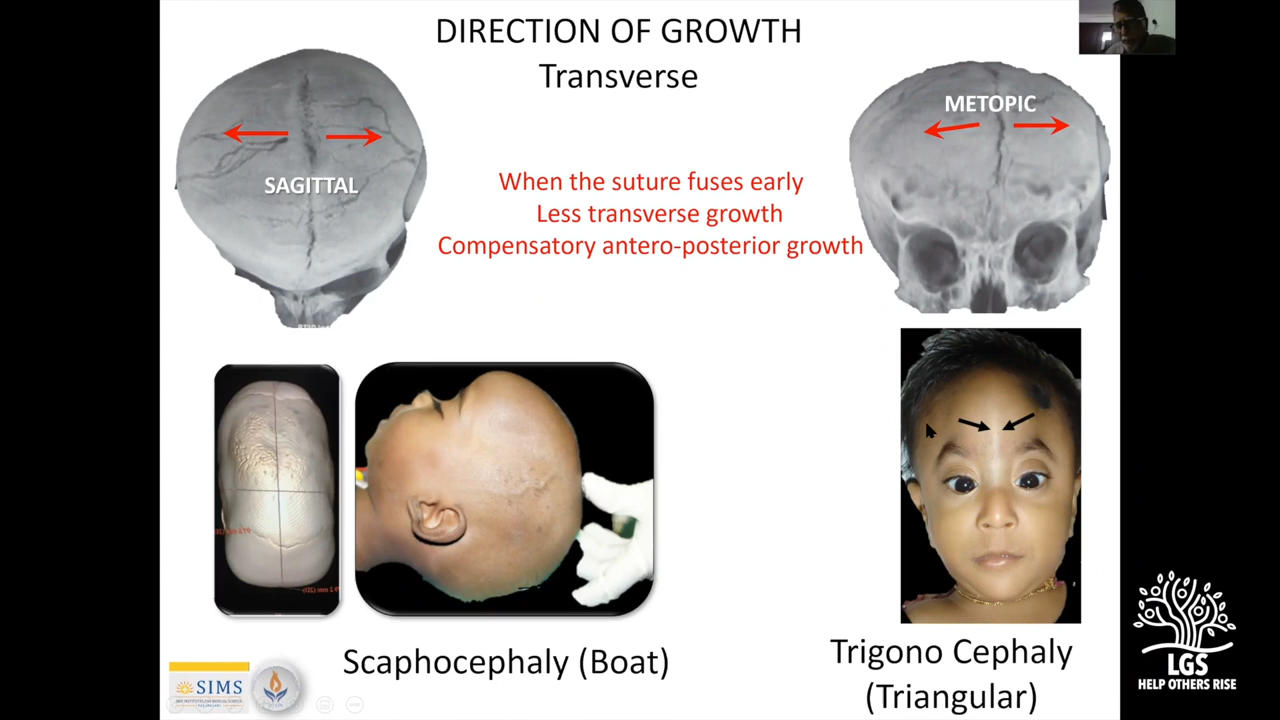 DIRECTION OF GROWTH
Transverse
SAGITTAL
METOPIC
When the suture fuses early
Less transverse growth
Compensatory antero-posterior growth
Scaphocephaly (Boat)
Trigono Cephaly
(Triangular)
SIMS
LGS
HELP OTHERS RISE